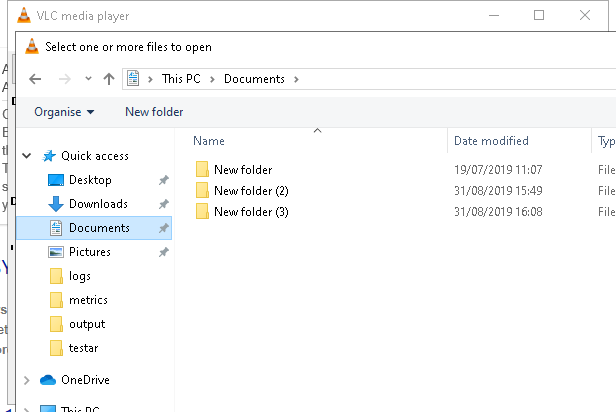 VLC media player
Select one or more files to open
This PC > Documents >
Organise New folder
Name Date modified Typ
Quick access
Desktop
Downloads
Documents
Pictures
logs
metrics
output
testar
OneDrive
This PC
New folder 19/07/2019 11:07 File
New folder (2) 31/08/2019 15:49 File
New folder (3) 31/08/2019 16:08 File